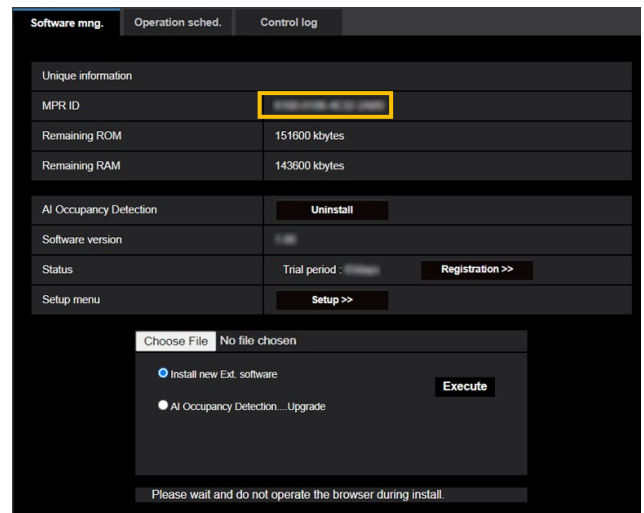 Software mng. Operation sched. Control log
Unique information
MPR ID
Remaining ROM 151600 kbytes
Remaining RAM 143600 kbytes
AI Occupancy Detection Uninstall
Software version
Status Trial period : Registration >>
Setup menu Setup >>
Choose File No file chosen
Install new Ext. software
Execute
AI Occupancy Detection....Upgrade
Please wait and do not operate the browser during install.